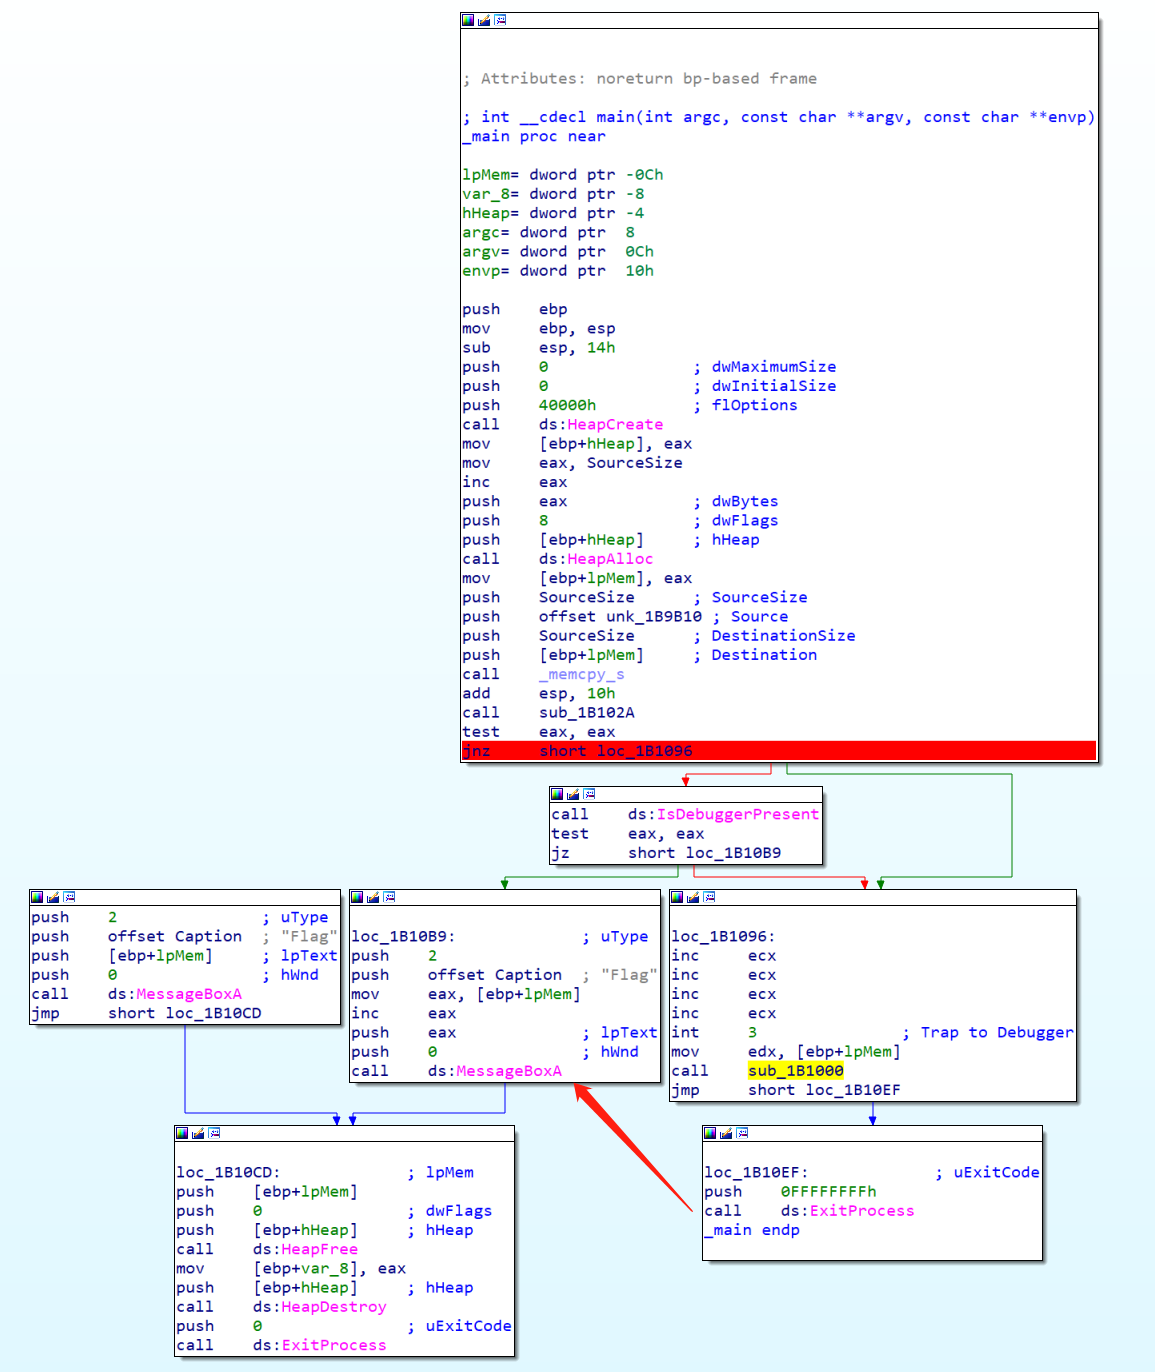 ; Attributes: noreturn bp-based frame
; int __cdecl main(int argc, const char **argv, const char **envp)
_main proc near
lpMem= dword ptr -0Ch
var_8= dword ptr -8
hHeap= dword ptr -4
argc= dword ptr  8
argv= dword ptr  0Ch
envp= dword ptr  10h
push    ebp
mov     ebp, esp
sub     esp, 14h
push    0               ; dwMaximumSize
push    0               ; dwInitialSize
push    40000h          ; flOptions
call    ds:HeapCreate
mov     [ebp+hHeap], eax
mov     eax, SourceSize
inc     eax
push    eax             ; dwBytes
push    8               ; dwFlags
push    [ebp+hHeap]     ; hHeap
call    ds:HeapAlloc
mov     [ebp+lpMem], eax
push    SourceSize      ; SourceSize
push    offset unk_1B9B10 ; Source
push    SourceSize      ; DestinationSize
push    [ebp+lpMem]     ; Destination
call    _memcpy_s
add     esp, 10h
call    sub_1B102A
test    eax, eax
jnz     short loc_1B1096
call    ds:IsDebuggerPresent
test    eax, eax
jz      short loc_1B10B9
push    2               ; uType
push    offset Caption  ; "Flag"
push    [ebp+lpMem]     ; lpText
push    0               ; hWnd
call    ds:MessageBoxA
jmp     short loc_1B10CD
loc_1B10B9:             ; uType
push    2
push    offset Caption  ; "Flag"
mov     eax, [ebp+lpMem]
inc     eax
push    eax             ; lpText
push    0               ; hWnd
call    ds:MessageBoxA
loc_1B1096:
inc     ecx
inc     ecx
inc     ecx
inc     ecx
int     3               ; Trap to Debugger
mov     edx, [ebp+lpMem]
call    sub_1B1000
jmp     short loc_1B10EF
loc_1B10CD:             ; lpMem
push    [ebp+lpMem]
push    0               ; dwFlags
push    [ebp+hHeap]     ; hHeap
call    ds:HeapFree
mov     [ebp+var_8], eax
push    [ebp+hHeap]     ; hHeap
call    ds:HeapDestroy
push    0               ; uExitCode
call    ds:ExitProcess
loc_1B10EF:             ; uExitCode
push    0FFFFFFFFh
call    ds:ExitProcess
_main endp